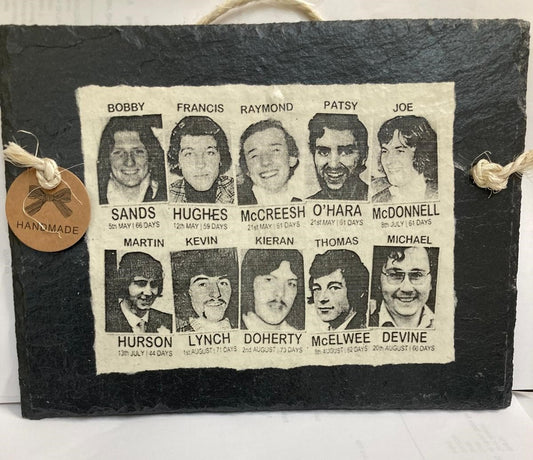 BOBBY FRANCIS RAYMOND PATSY JOE
SANDS HUGHES McCREESH O'HARA McDONNELL
5th MAY | 66 DAYS 12th MAY | 59 DAYS 21st MAY | 61 DAYS 21st MAY | 61 DAYS 8th JULY | 61 DAYS
HANDMADE
MARTIN KEVIN KIERAN THOMAS MICHAEL
HURSON LYNCH DOHERTY McELWEE DEVINE
13th JULY | 44 DAYS 1st AUGUST | 71 DAYS 2nd AUGUST | 73 DAYS 8th AUGUST | 62 DAYS 20th AUGUST | 66 DAYS